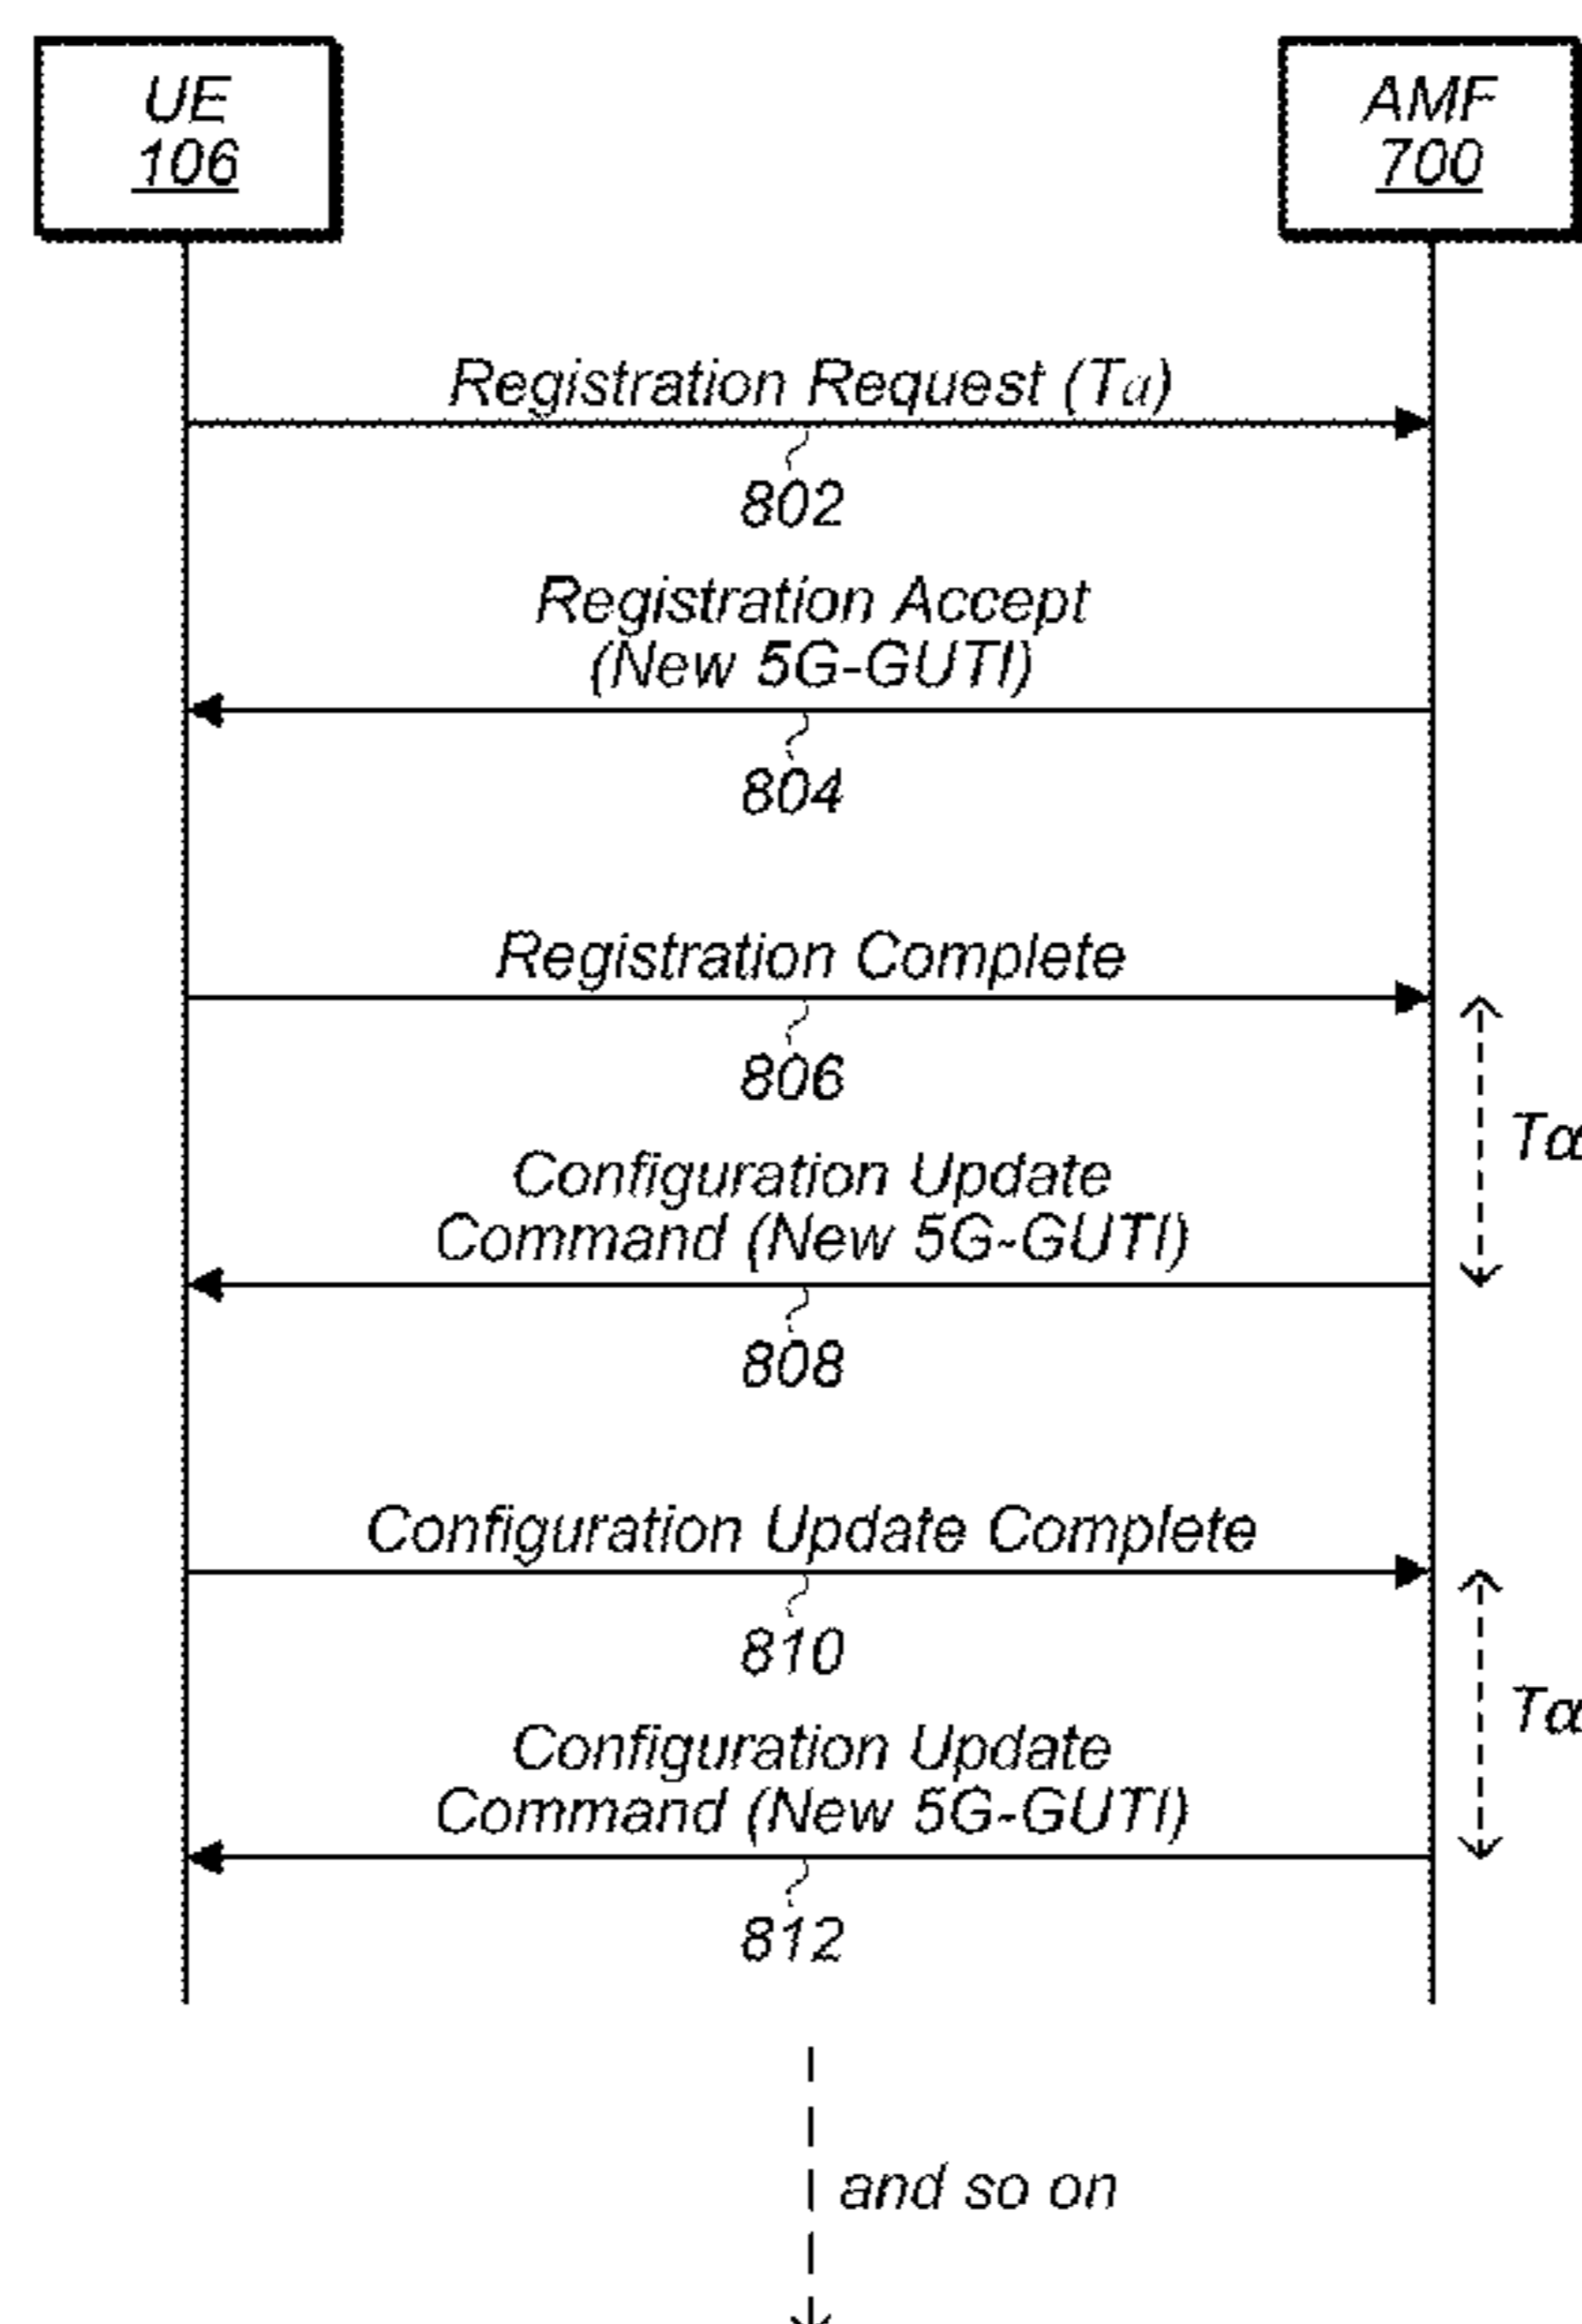 UE
106
AMF
700
Registration Request (Tα)
802
Registration Accept
(New 5G-GUTI)
804
Registration Complete
806
Tα
Configuration Update
Command (New 5G-GUTI)
808
Configuration Update Complete
810
Tα
Configuration Update
Command (New 5G-GUTI)
812
and so on